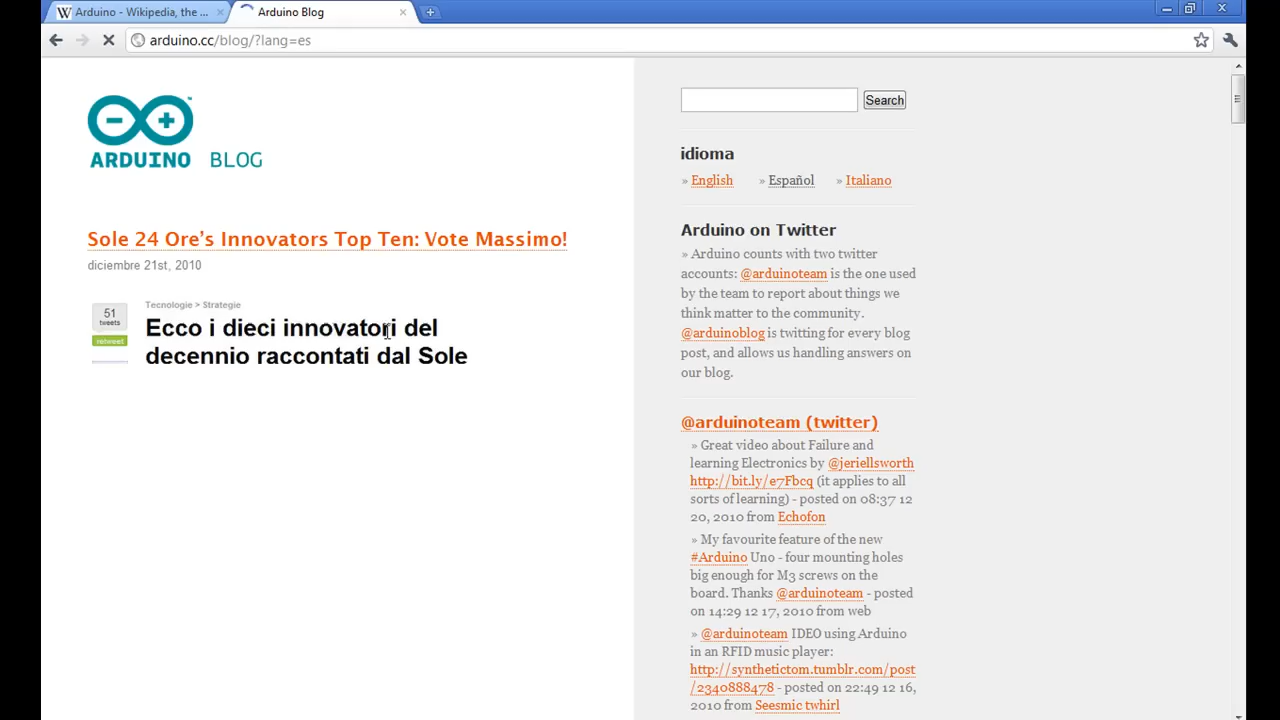 Arduino - Wikipedia, the ...
Arduino Blog
arduino.cc/blog/?lang=es
ARDUINO BLOG
Sole 24 Ore's Innovators Top Ten: Vote Massimo!
diciembre 21st, 2010
51
tweets
retweet
Tecnologie > Strategie
Ecco i dieci innovatori del
decennio raccontati dal Sole
Search
idioma
» English » Español » Italiano
Arduino on Twitter
» Arduino counts with two twitter
accounts: @arduinoteam is the one used
by the team to report about things we
think matter to the community.
@arduinoblog is twitting for every blog
post, and allows us handling answers on
our blog.
@arduinoteam (twitter)
» Great video about Failure and
learning Electronics by @jeriellsworth
http://bit.ly/e7Fbcq (it applies to all
sorts of learning) - posted on 08:37 12
20, 2010 from Echofon
» My favourite feature of the new
#Arduino Uno - four mounting holes
big enough for M3 screws on the
board. Thanks @arduinoteam - posted
on 14:29 12 17, 2010 from web
» @arduinoteam IDEO using Arduino
in an RFID music player:
http://synthetictom.tumblr.com/post
/2340888478 - posted on 22:49 12 16,
2010 from Seesmic twhirl